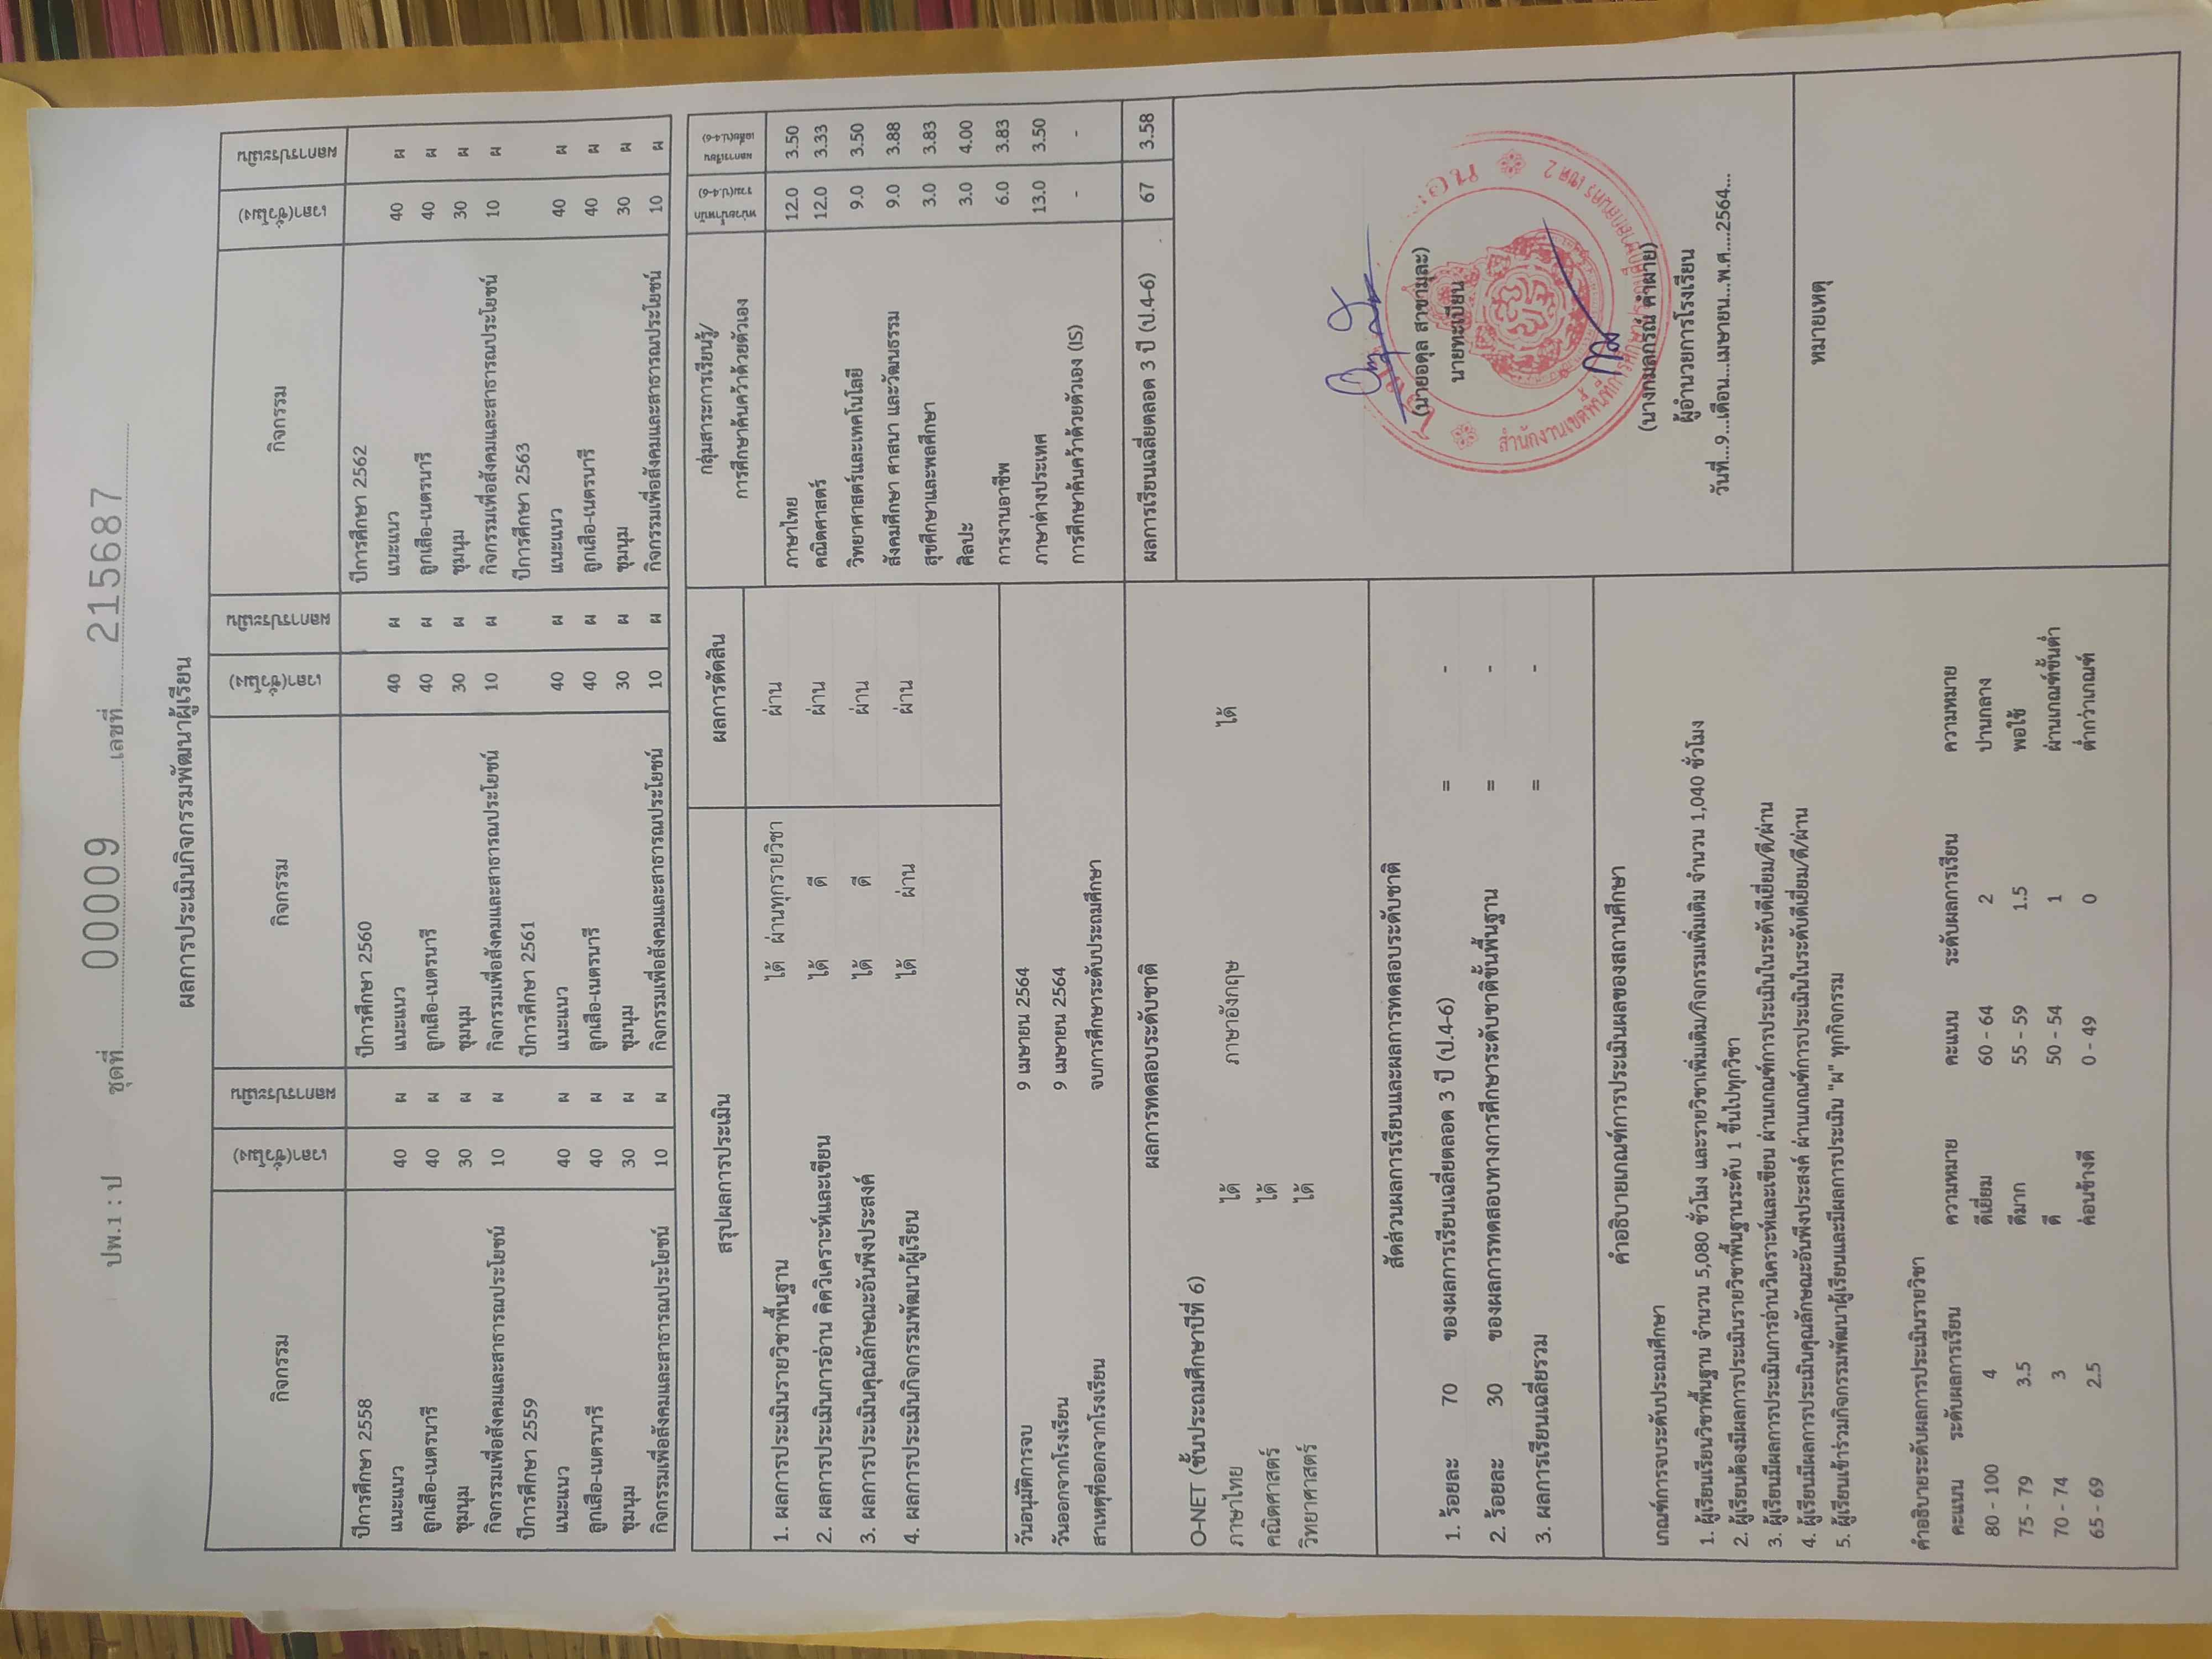 ปพ.1 : ป ชุดที่ 00009 เลขที่ 215687
ผลการประเมินกิจกรรมพัฒนาผู้เรียน
กิจกรรม เวลา(ชั่วโมง) ผลการประเมิน กิจกรรม เวลา(ชั่วโมง) ผลการประเมิน กิจกรรม เวลา(ชั่วโมง) ผลการประเมิน
ปีการศึกษา 2558 ปีการศึกษา 2560 ปีการศึกษา 2562
แนะแนว 40 ผ แนะแนว 40 ผ แนะแนว 40 ผ
ลูกเสือ-เนตรนารี 40 ผ ลูกเสือ-เนตรนารี 40 ผ ลูกเสือ-เนตรนารี 40 ผ
ชุมนุม 30 ผ ชุมนุม 30 ผ ชุมนุม 30 ผ
กิจกรรมเพื่อสังคมและสาธารณประโยชน์ 10 ผ กิจกรรมเพื่อสังคมและสาธารณประโยชน์ 10 ผ กิจกรรมเพื่อสังคมและสาธารณประโยชน์ 10 ผ
ปีการศึกษา 2559 ปีการศึกษา 2561 ปีการศึกษา 2563
แนะแนว 40 ผ แนะแนว 40 ผ แนะแนว 40 ผ
ลูกเสือ-เนตรนารี 40 ผ ลูกเสือ-เนตรนารี 40 ผ ลูกเสือ-เนตรนารี 40 ผ
ชุมนุม 30 ผ ชุมนุม 30 ผ ชุมนุม 30 ผ
กิจกรรมเพื่อสังคมและสาธารณประโยชน์ 10 ผ กิจกรรมเพื่อสังคมและสาธารณประโยชน์ 10 ผ กิจกรรมเพื่อสังคมและสาธารณประโยชน์ 10 ผ
สรุปผลการประเมิน ผลการตัดสิน
1. ผลการประเมินรายวิชาพื้นฐาน ได้ ผ่านทุกรายวิชา ผ่าน
2. ผลการประเมินการอ่าน คิดวิเคราะห์และเขียน ได้ ดี ผ่าน
3. ผลการประเมินคุณลักษณะอันพึงประสงค์ ได้ ดี ผ่าน
4. ผลการประเมินกิจกรรมพัฒนาผู้เรียน ได้ ผ่าน ผ่าน
วันอนุมัติการจบ 9 เมษายน 2564
วันออกจากโรงเรียน 9 เมษายน 2564
สาเหตุที่ออกจากโรงเรียน จบการศึกษาระดับประถมศึกษา
ผลการทดสอบระดับชาติ
O-NET (ชั้นประถมศึกษาปีที่ 6)
ภาษาไทย ได้ ภาษาอังกฤษ ได้
คณิตศาสตร์ ได้
วิทยาศาสตร์ ได้
สัดส่วนผลการเรียนและผลการทดสอบระดับชาติ
1. ร้อยละ 70 ของผลการเรียนเฉลี่ยตลอด 3 ปี (ป.4-6) = -
2. ร้อยละ 30 ของผลการทดสอบทางการศึกษาระดับชาติขั้นพื้นฐาน = -
3. ผลการเรียนเฉลี่ยรวม = -
คำอธิบายเกณฑ์การประเมินผลของสถานศึกษา
เกณฑ์การจบระดับประถมศึกษา
1. ผู้เรียนเรียนวิชาพื้นฐาน จำนวน 5,080 ชั่วโมง และรายวิชาเพิ่มเติม/กิจกรรมเพิ่มเติม จำนวน 1,040 ชั่วโมง
2. ผู้เรียนต้องมีผลการประเมินรายวิชาพื้นฐานระดับ 1 ขึ้นไปทุกวิชา
3. ผู้เรียนมีผลการประเมินการอ่านวิเคราะห์และเขียน ผ่านเกณฑ์การประเมินในระดับดีเยี่ยม/ดี/ผ่าน
4. ผู้เรียนมีผลการประเมินคุณลักษณะอันพึงประสงค์ ผ่านเกณฑ์การประเมินในระดับดีเยี่ยม/ดี/ผ่าน
5. ผู้เรียนเข้าร่วมกิจกรรมพัฒนาผู้เรียนและมีผลการประเมิน "ผ" ทุกกิจกรรม
คำอธิบายระดับผลการประเมินรายวิชา
คะแนน ระดับผลการเรียน ความหมาย คะแนน ระดับผลการเรียน ความหมาย
80 - 100 4 ดีเยี่ยม 60 - 64 2 ปานกลาง
75 - 79 3.5 ดีมาก 55 - 59 1.5 พอใช้
70 - 74 3 ดี 50 - 54 1 ผ่านเกณฑ์ขั้นต่ำ
65 - 69 2.5 ค่อนข้างดี 0 - 49 0 ต่ำกว่าเกณฑ์
กลุ่มสาระการเรียนรู้/ หน่วยน้ำหนัก ผลการเรียน
การศึกษาค้นคว้าด้วยตัวเอง รวม(ป.4-6) เฉลี่ย(ป.4-6)
ภาษาไทย 12.0 3.50
คณิตศาสตร์ 12.0 3.33
วิทยาศาสตร์และเทคโนโลยี 9.0 3.50
สังคมศึกษา ศาสนา และวัฒนธรรม 9.0 3.88
สุขศึกษาและพลศึกษา 3.0 3.83
ศิลปะ 3.0 4.00
การงานอาชีพ 6.0 3.83
ภาษาต่างประเทศ 13.0 3.50
การศึกษาค้นคว้าด้วยตัวเอง (IS) - -
ผลการเรียนเฉลี่ยตลอด 3 ปี (ป.4-6) 67 3.58
(นายอดุล สาขามุละ)
นายทะเบียน
(นางกมลภรณ์ คำผาย)
ผู้อำนวยการโรงเรียน
วันที่...9...เดือน...เมษายน...พ.ศ....2564...
หมายเหตุ